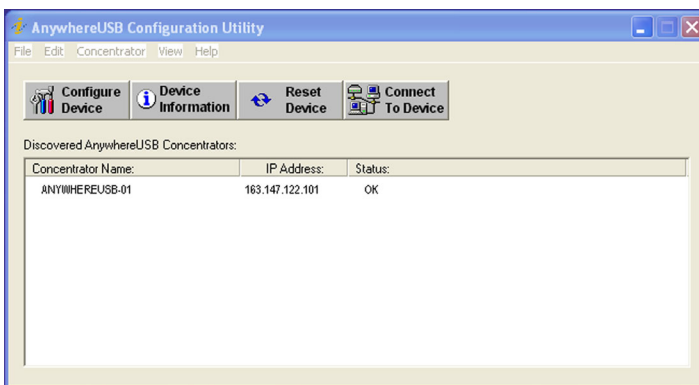 AnywhereUSB Configuration Utility
File Edit Concentrator View Help
Configure Device
Device Information
Reset Device
Connect To Device
Discovered AnywhereUSB Concentrators:
Concentrator Name: IP Address: Status:
ANYWHEREUSB-01 163.147.122.101 OK